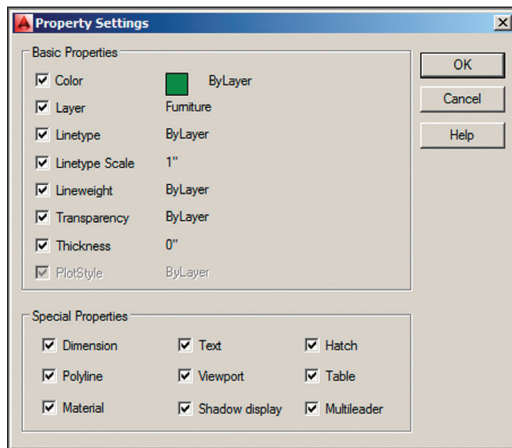 Property Settings
Basic Properties
Color ByLayer
Layer Furniture
Linetype ByLayer
Linetype Scale 1"
Lineweight ByLayer
Transparency ByLayer
Thickness 0"
PlotStyle ByLayer
OK
Cancel
Help
Special Properties
Dimension Text Hatch
Polyline Viewport Table
Material Shadow display Multileader